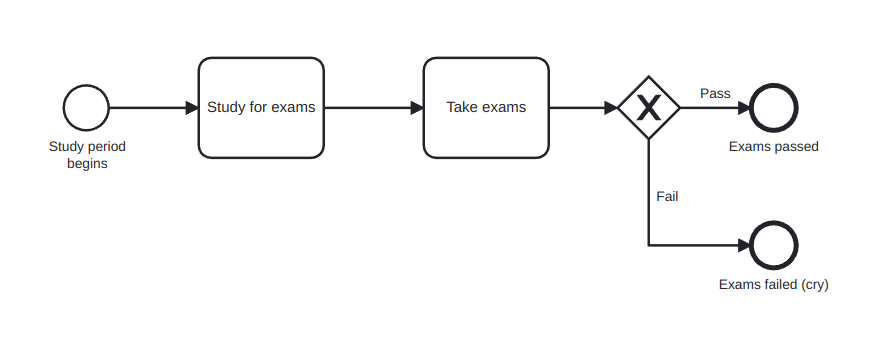 Study for exams
Take exams
Pass
Study period
begins
Exams passed
Fail
Exams failed (cry)